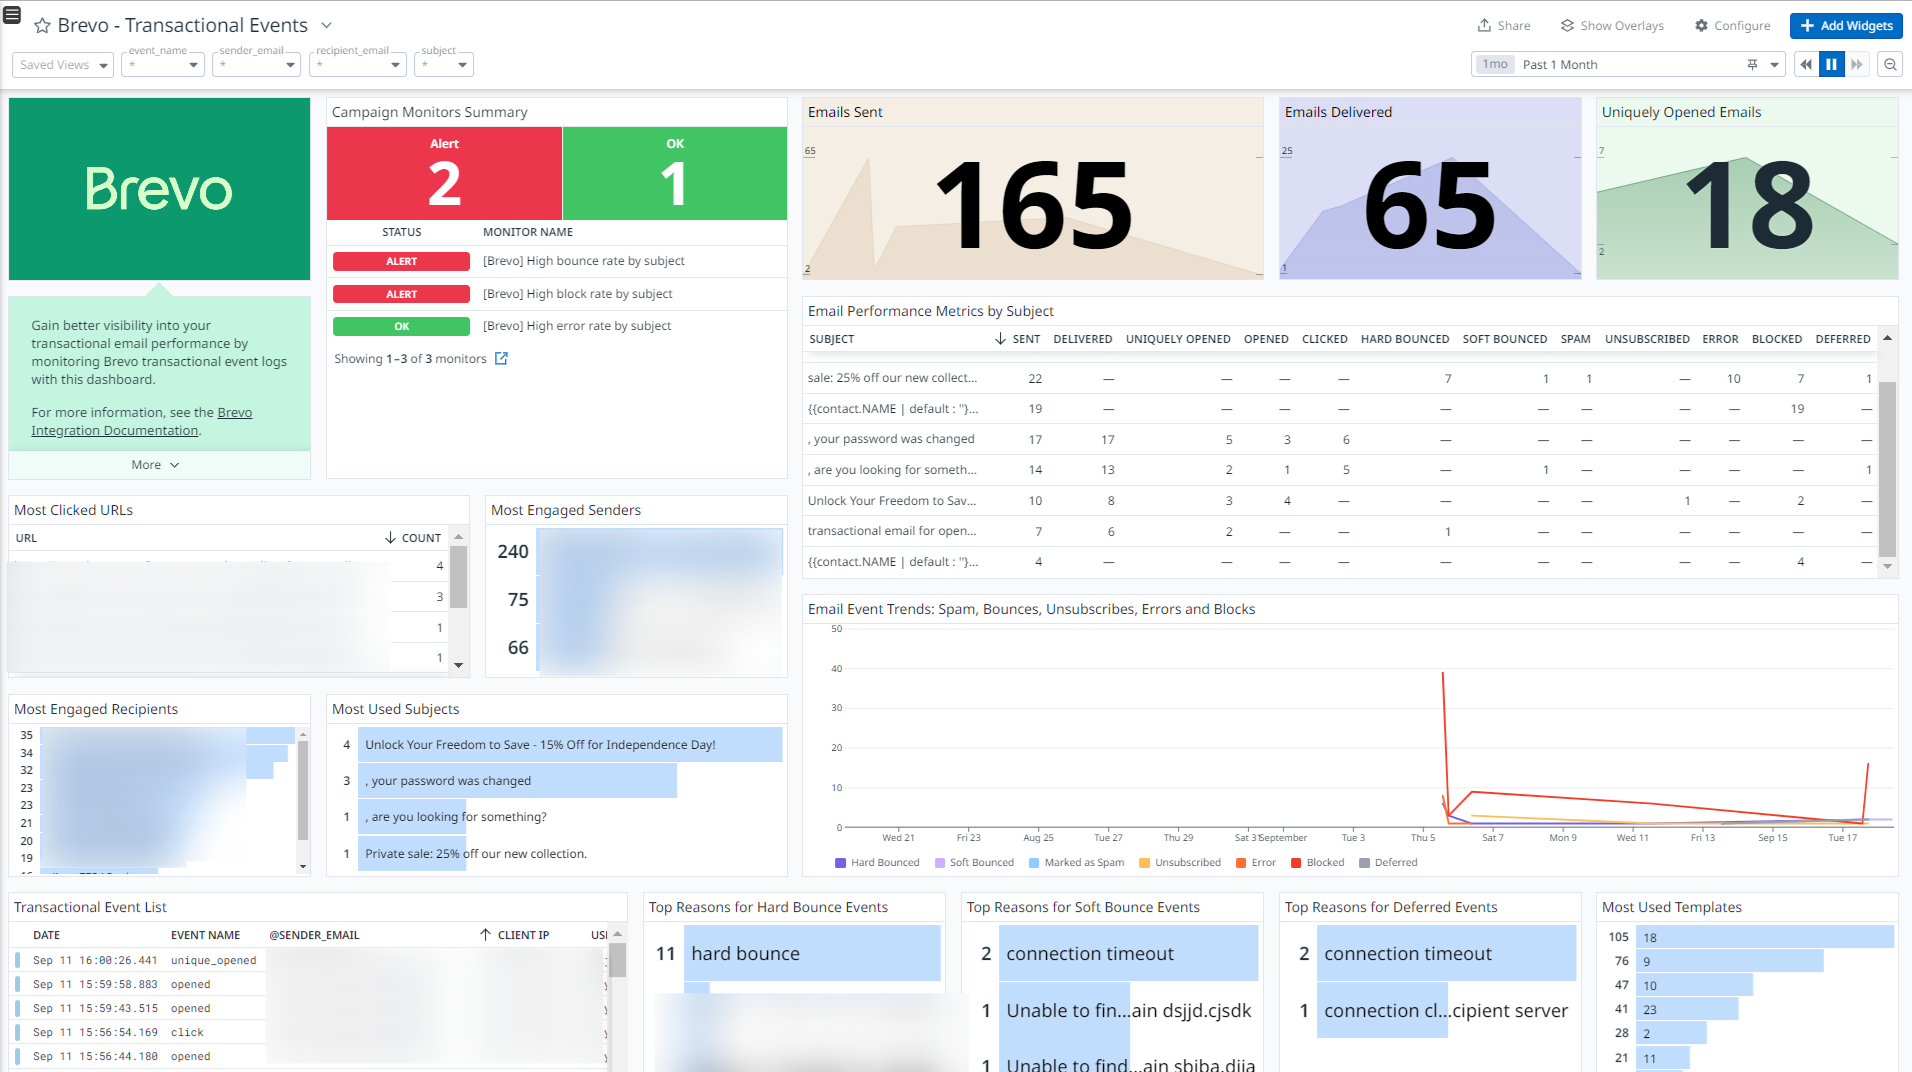 Brevo - Transactional Events
Share
Show Overlays
Configure
Add Widgets
Saved Views
event_name
*
sender_email
*
recipient_email
*
subject
*
1mo Past 1 Month
Brevo
Gain better visibility into your
transactional email performance by
monitoring Brevo transactional event logs
with this dashboard.
For more information, see the Brevo
Integration Documentation.
More
Campaign Monitors Summary
Alert
2
OK
1
STATUS MONITOR NAME
ALERT [Brevo] High bounce rate by subject
ALERT [Brevo] High block rate by subject
OK [Brevo] High error rate by subject
Showing 1–3 of 3 monitors
Emails Sent
65
165
2
Emails Delivered
25
65
1
Uniquely Opened Emails
7
18
2
Email Performance Metrics by Subject
SUBJECT SENT DELIVERED UNIQUELY OPENED OPENED CLICKED HARD BOUNCED SOFT BOUNCED SPAM UNSUBSCRIBED ERROR BLOCKED DEFERRED
sale: 25% off our new collect... 22 — — — — 7 1 1 — 10 7 1
{{contact.NAME | default : ''}... 19 — — — — — — — — — 19 —
, your password was changed 17 17 5 3 6 — — — — — — —
, are you looking for someth... 14 13 2 1 5 — 1 — — — — 1
Unlock Your Freedom to Sav... 10 8 3 4 — — — — 1 — 2 —
transactional email for open... 7 6 2 — — 1 — — — — — —
{{contact.NAME | default : ''}... 4 — — — — — — — — — 4 —
Most Clicked URLs
URL COUNT
4
3
1
1
Most Engaged Senders
240
75
66
Email Event Trends: Spam, Bounces, Unsubscribes, Errors and Blocks
50
40
30
20
10
0
Wed 21 Fri 23 Aug 25 Tue 27 Thu 29 Sat 31 September Tue 3 Thu 5 Sat 7 Mon 9 Wed 11 Fri 13 Sep 15 Tue 17
Hard Bounced Soft Bounced Marked as Spam Unsubscribed Error Blocked Deferred
Most Engaged Recipients
35
34
32
23
23
21
20
19
Most Used Subjects
4 Unlock Your Freedom to Save - 15% Off for Independence Day!
3 , your password was changed
1 , are you looking for something?
1 Private sale: 25% off our new collection.
Transactional Event List
DATE EVENT NAME @SENDER_EMAIL CLIENT IP
Sep 11 16:00:26.441 unique_opened
Sep 11 15:59:58.883 opened
Sep 11 15:59:43.515 opened
Sep 11 15:56:54.169 click
Sep 11 15:56:44.180 opened
Top Reasons for Hard Bounce Events
11 hard bounce
Top Reasons for Soft Bounce Events
2 connection timeout
1 Unable to fin...ain dsjjd.cjsdk
1 Unable to find...ain sbiba.djja
Top Reasons for Deferred Events
2 connection timeout
1 connection cl...cipient server
Most Used Templates
105 18
76 9
47 10
41 23
28 2
21 11